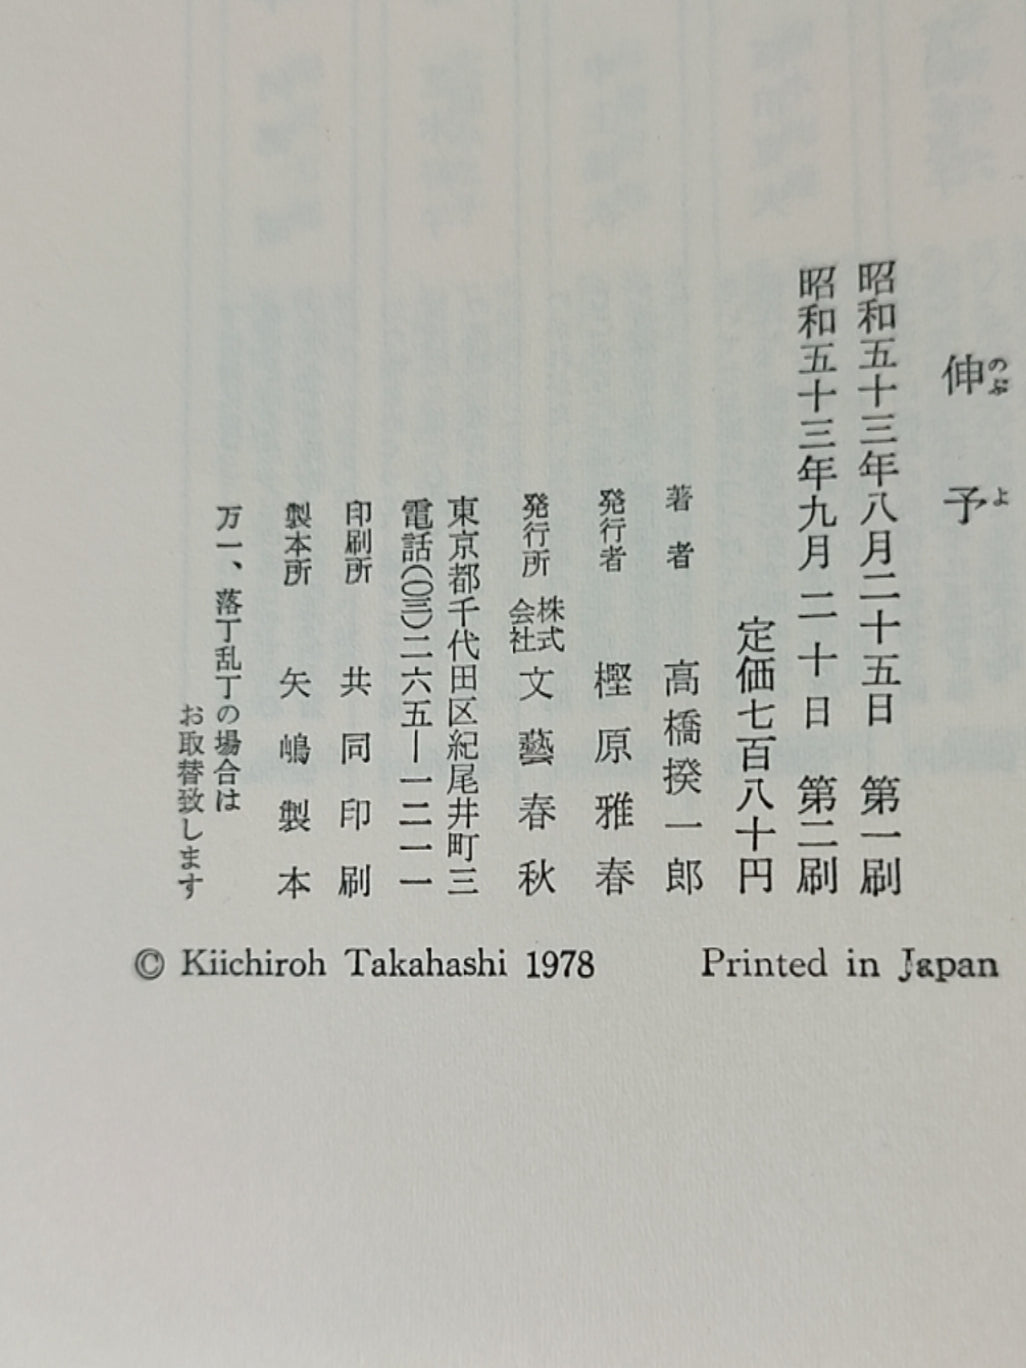 伸予
のぶよ
昭和五十三年八月二十五日 第一刷
昭和五十三年九月二十日 第二刷
定価七百八十円
著者 高橋揆一郎
発行者 樫原雅春
発行所 株式会社 文藝春秋
東京都千代田区紀尾井町三
電話(〇三)二六五―一二一一
印刷所 共同印刷
製本所 矢嶋製本
万一、落丁乱丁の場合は
お取替致します
© Kiichiroh Takahashi 1978 Printed in Japan